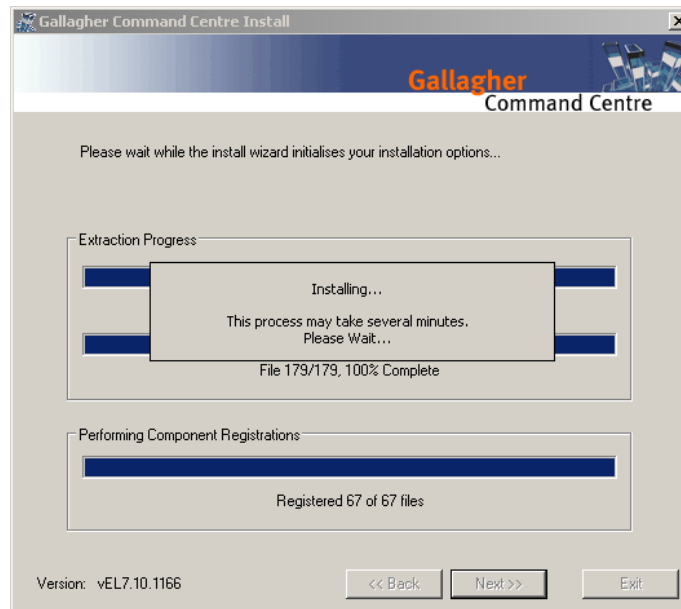 Gallagher Command Centre Install
Gallagher
Command Centre
Please wait while the install wizard initialises your installation options...
Extraction Progress
Installing...
This process may take several minutes.
Please Wait...
File 179/179, 100% Complete
Performing Component Registrations
Registered 67 of 67 files
Version: vEL7.10.1166
<< Back
Next >>
Exit